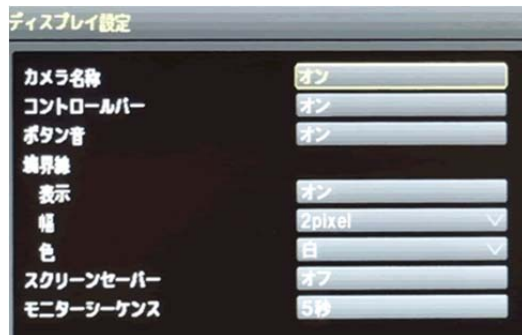 ディスプレイ設定
カメラ名称 オン
コントロールバー オン
ボタン音 オン
境界線
表示 オン
幅 2pixel
色 白
スクリーンセーバー オフ
モニターシーケンス 5秒